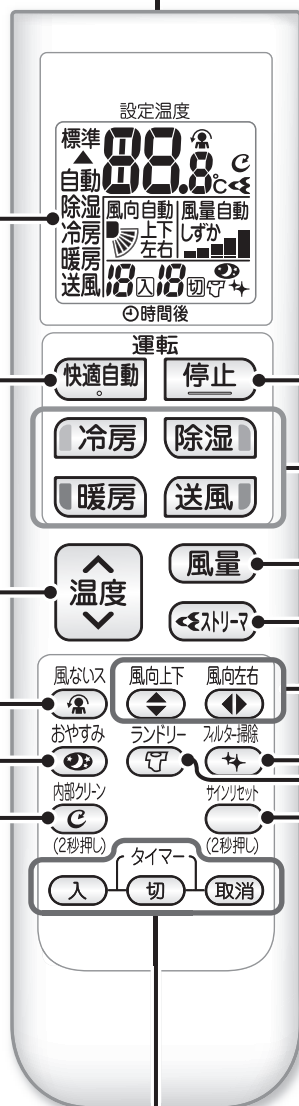 設定温度
標準
自動
88.8℃
除湿 風向自動 風量自動
冷房 上下 しずか
暖房 左右
送風 18入18切
時間後
運転
快適自動 停止
冷房 除湿
暖房 送風
温度 風量
ストリーマ
風ないス 風向上下 風向左右
おやすみ ランドリー フィルター掃除
内部クリーン サインリセット
(2秒押し) (2秒押し)
タイマー
入 切 取消